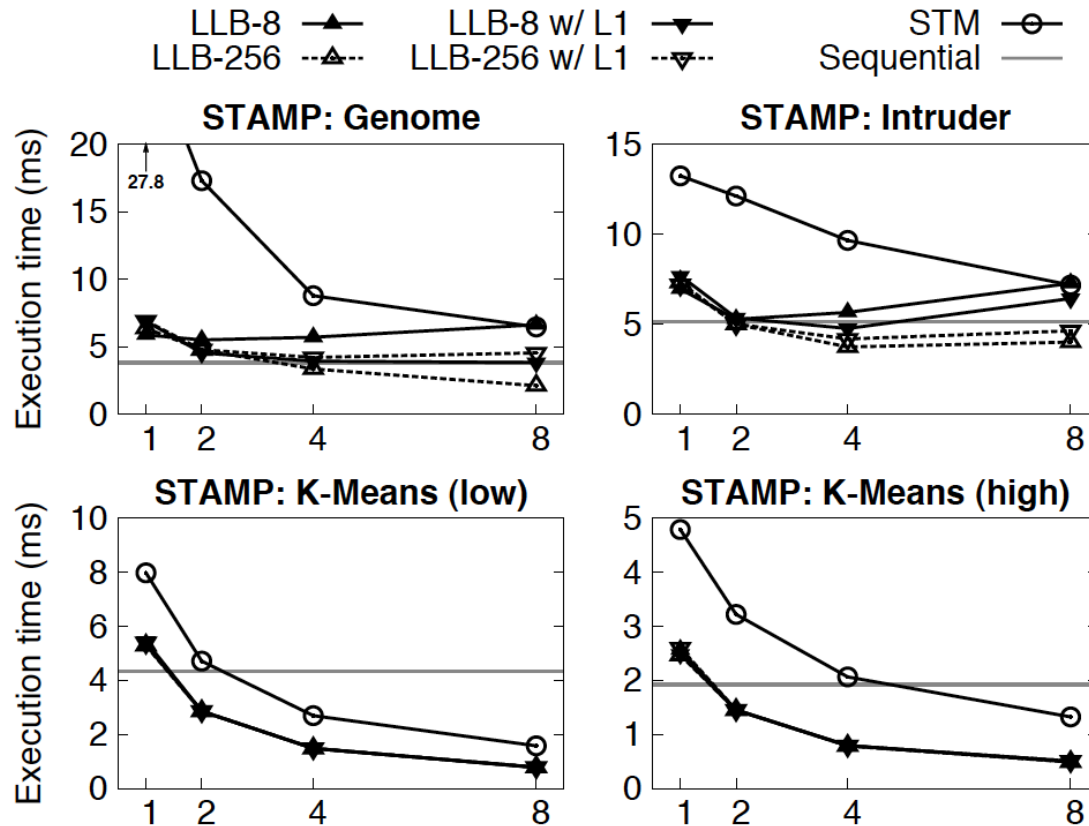 LLB-8 LLB-8 w/ L1 STM
LLB-256 LLB-256 w/ L1 Sequential
STAMP: Genome STAMP: Intruder
Execution time (ms)
20
15
10
5
0
27.8
1 2 4 8
15
10
5
0
1 2 4 8
STAMP: K-Means (low) STAMP: K-Means (high)
Execution time (ms)
10
8
6
4
2
0
1 2 4 8
5
4
3
2
1
0
1 2 4 8